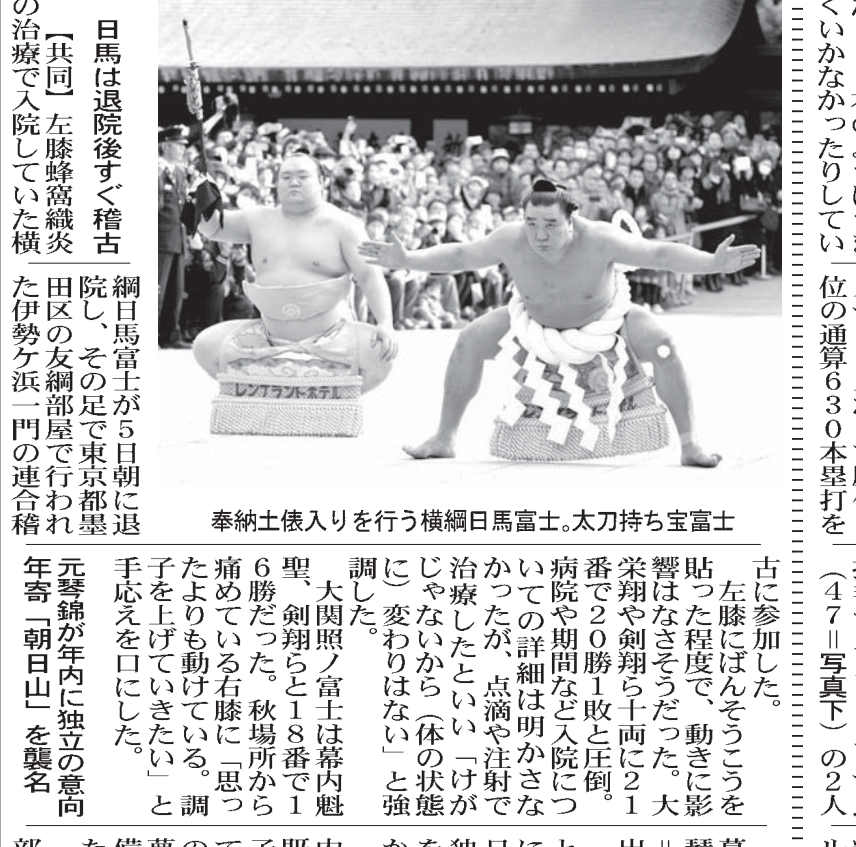 くいかなかったりしてい
位の通算630本塁打を
(47=写真下)の2人
日馬は退院後すぐ稽古
【共同】左膝蜂窩織炎
の治療で入院していた横
綱日馬富士が5日朝に退
院し、その足で東京都墨
田区の友綱部屋で行われ
た伊勢ケ浜一門の連合稽
レンブラントホテル
奉納土俵入りを行う横綱日馬富士。太刀持ち宝富士
古に参加した。
左膝にばんそうこうを
貼った程度で、動きに影
響はなさそうだった。大
栄翔や剣翔ら十両に21
番で20勝1敗と圧倒。
病院や期間など入院につ
いての詳細は明かさな
かったが、点滴や注射で
治療したといい「けが
じゃないから(体の状態
に)変わりはない」と強
調した。
大関照ノ富士は幕内魁
聖、剣翔らと18番で1
6勝だった。秋場所から
痛めている右膝に「思っ
たよりも動けている。調
子を上げていきたい」と
手応えを口にした。
元琴錦が年内に独立の意向
年寄「朝日山」を襲名